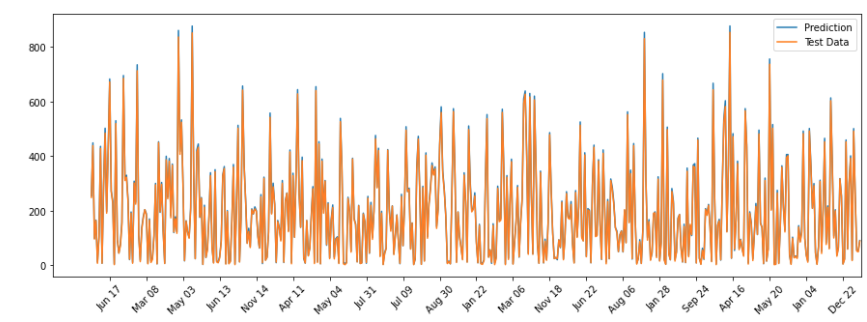 Prediction
Test Data
800
600
400
200
0
Jun 17
Mar 08
May 03
Jun 13
Nov 14
Apr 11
May 04
Jul 31
Jul 09
Aug 30
Jan 22
Mar 06
Nov 18
Jun 22
Aug 06
Jan 28
Sep 24
Apr 16
May 20
Jan 04
Dec 22